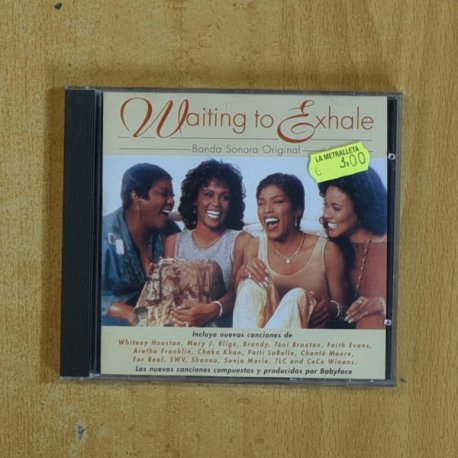 Waiting to Exhale
Banda Sonora Original
LA METRALLETA
€ 3,00
Incluye nuevas canciones de
Whitney Houston, Mary J. Blige, Brandy, Toni Braxton, Faith Evans,
Aretha Franklin, Chaka Khan, Patti LaBelle, Chanté Moore,
For Real, SWV, Shanna, Sonja Marie, TLC and CeCe Winans.
Las nuevas canciones compuestas y producidas por Babyface